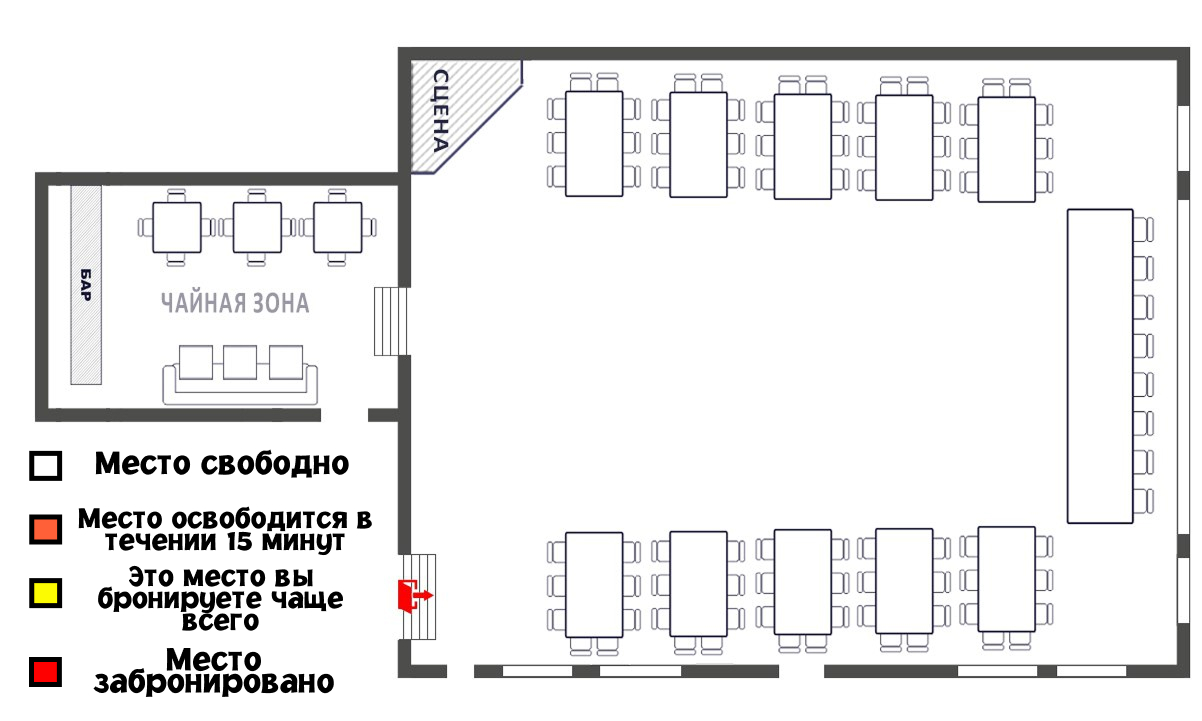 СЦЕНА
БАР
ЧАЙНАЯ ЗОНА
Место свободно
Место освободится в
течении 15 минут
Это место вы
бронируете чаще
всего
Место
забронировано